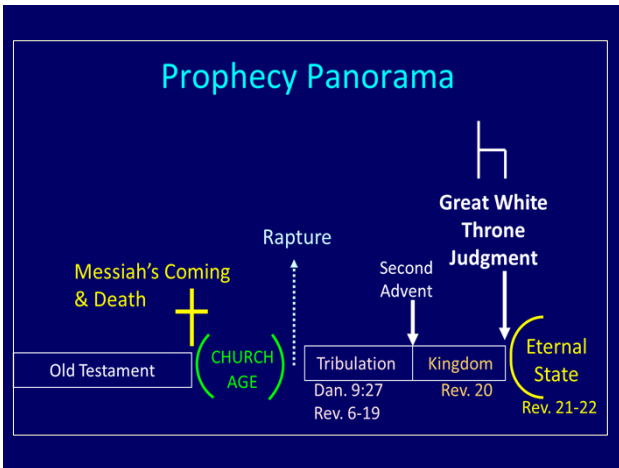 Prophecy Panorama
Great White
Throne
Judgment
Rapture
Second
Advent
Messiah's Coming
& Death
Old Testament
CHURCH
AGE
Tribulation
Kingdom
Eternal
State
Dan. 9:27
Rev. 6-19
Rev. 20
Rev. 21-22